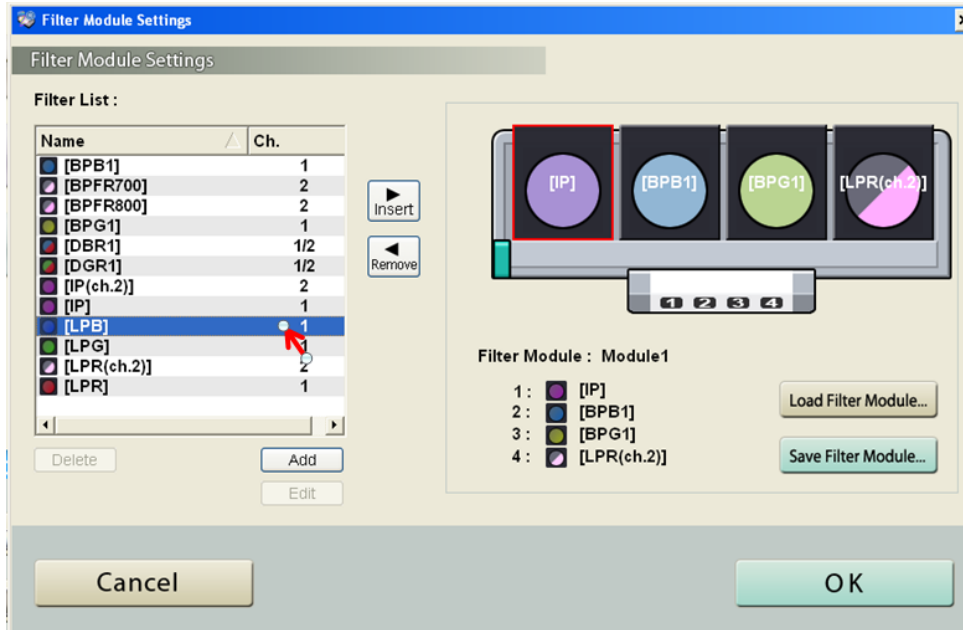 Filter Module Settings
Filter Module Settings
Filter List :
Name Ch.
[BPB1] 1
[BPFR700] 2
[BPFR800] 2
[BPG1] 1
[DBR1] 1/2
[DGR1] 1/2
[IP(ch.2)] 2
[IP] 1
[LPB] 1
[LPG] 1
[LPR(ch.2)] 2
[LPR] 1
Insert
Remove
Delete
Add
Edit
[IP] [BPB1] [BPG1] [LPR(ch.2)]
1 2 3 4
Filter Module : Module1
1 : [IP]
2 : [BPB1]
3 : [BPG1]
4 : [LPR(ch.2)]
Load Filter Module...
Save Filter Module...
Cancel
OK